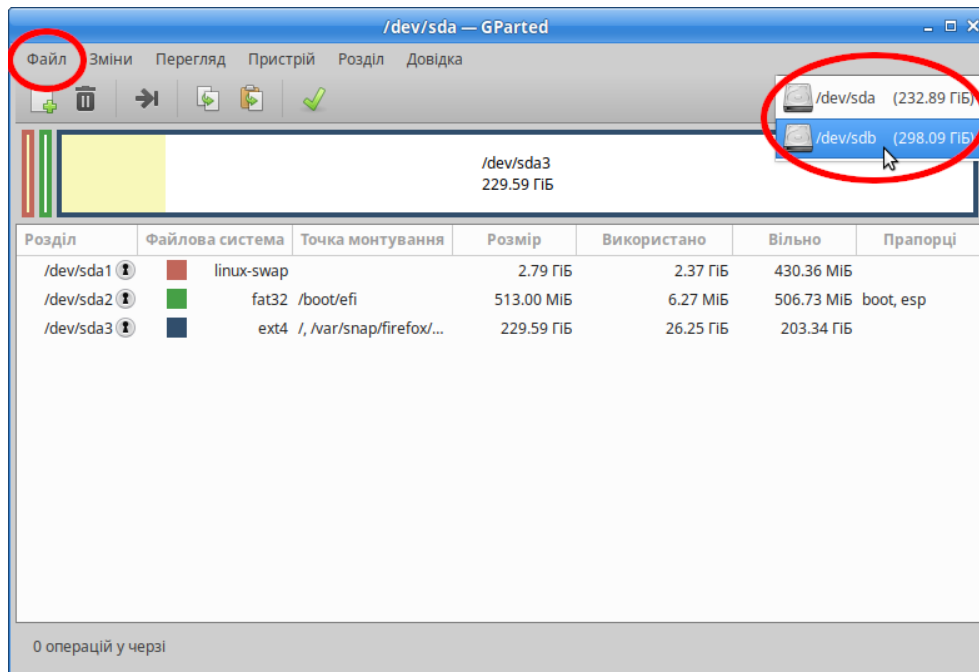 /dev/sda — GParted
Файл Зміни Перегляд Пристрій Розділ Довідка
/dev/sda (232.89 ГіБ)
/dev/sdb (298.09 ГіБ)
/dev/sda3
229.59 ГіБ
Розділ Файлова система Точка монтування Розмір Використано Вільно Прапорці
/dev/sda1 linux-swap 2.79 ГіБ 2.37 ГіБ 430.36 МіБ
/dev/sda2 fat32 /boot/efi 513.00 МіБ 6.27 МіБ 506.73 МіБ boot, esp
/dev/sda3 ext4 /, /var/snap/firefox/... 229.59 ГіБ 26.25 ГіБ 203.34 ГіБ
0 операцій у черзі